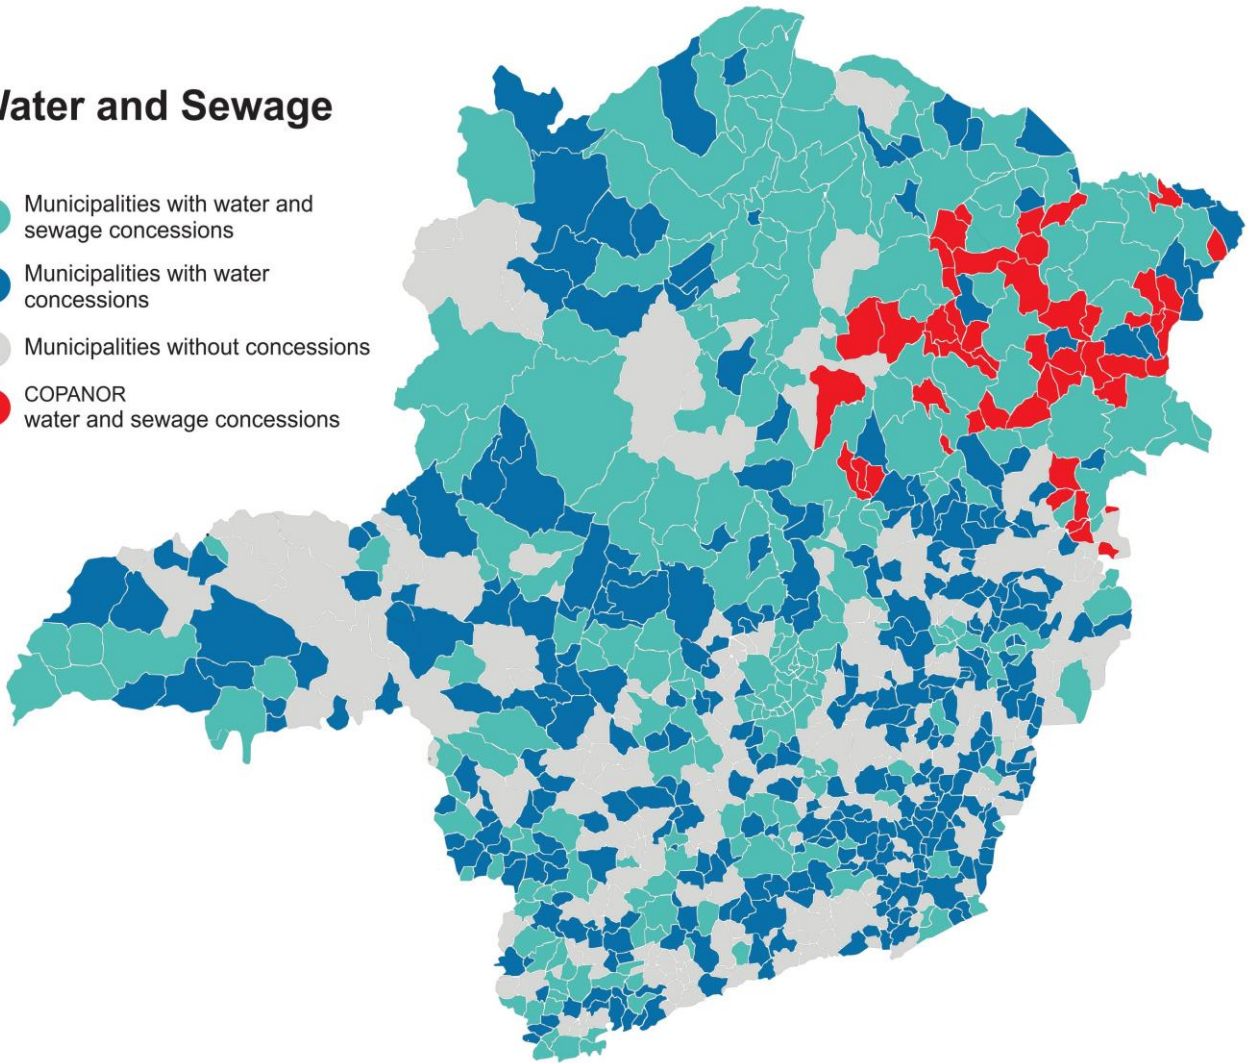 Water and Sewage
Municipalities with water and
sewage concessions
Municipalities with water
concessions
Municipalities without concessions
COPANOR
water and sewage concessions